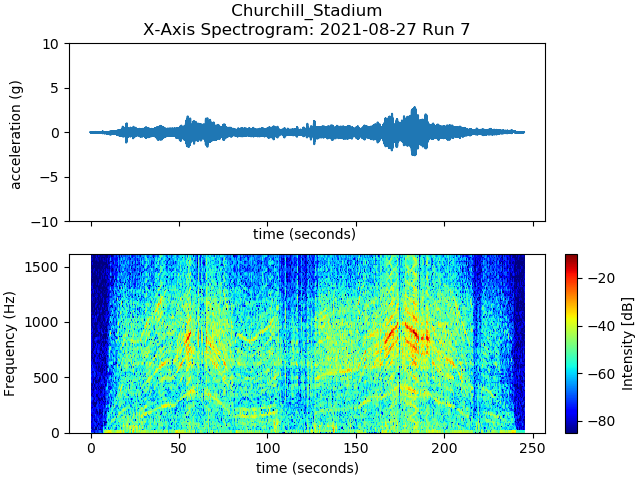 Churchill_Stadium
X-Axis Spectrogram: 2021-08-27 Run 7
10
5
0
−5
−10
acceleration (g)
time (seconds)
1500
1000
500
0
Frequency (Hz)
0 50 100 150 200 250
time (seconds)
−20
−40
−60
−80
Intensity [dB]